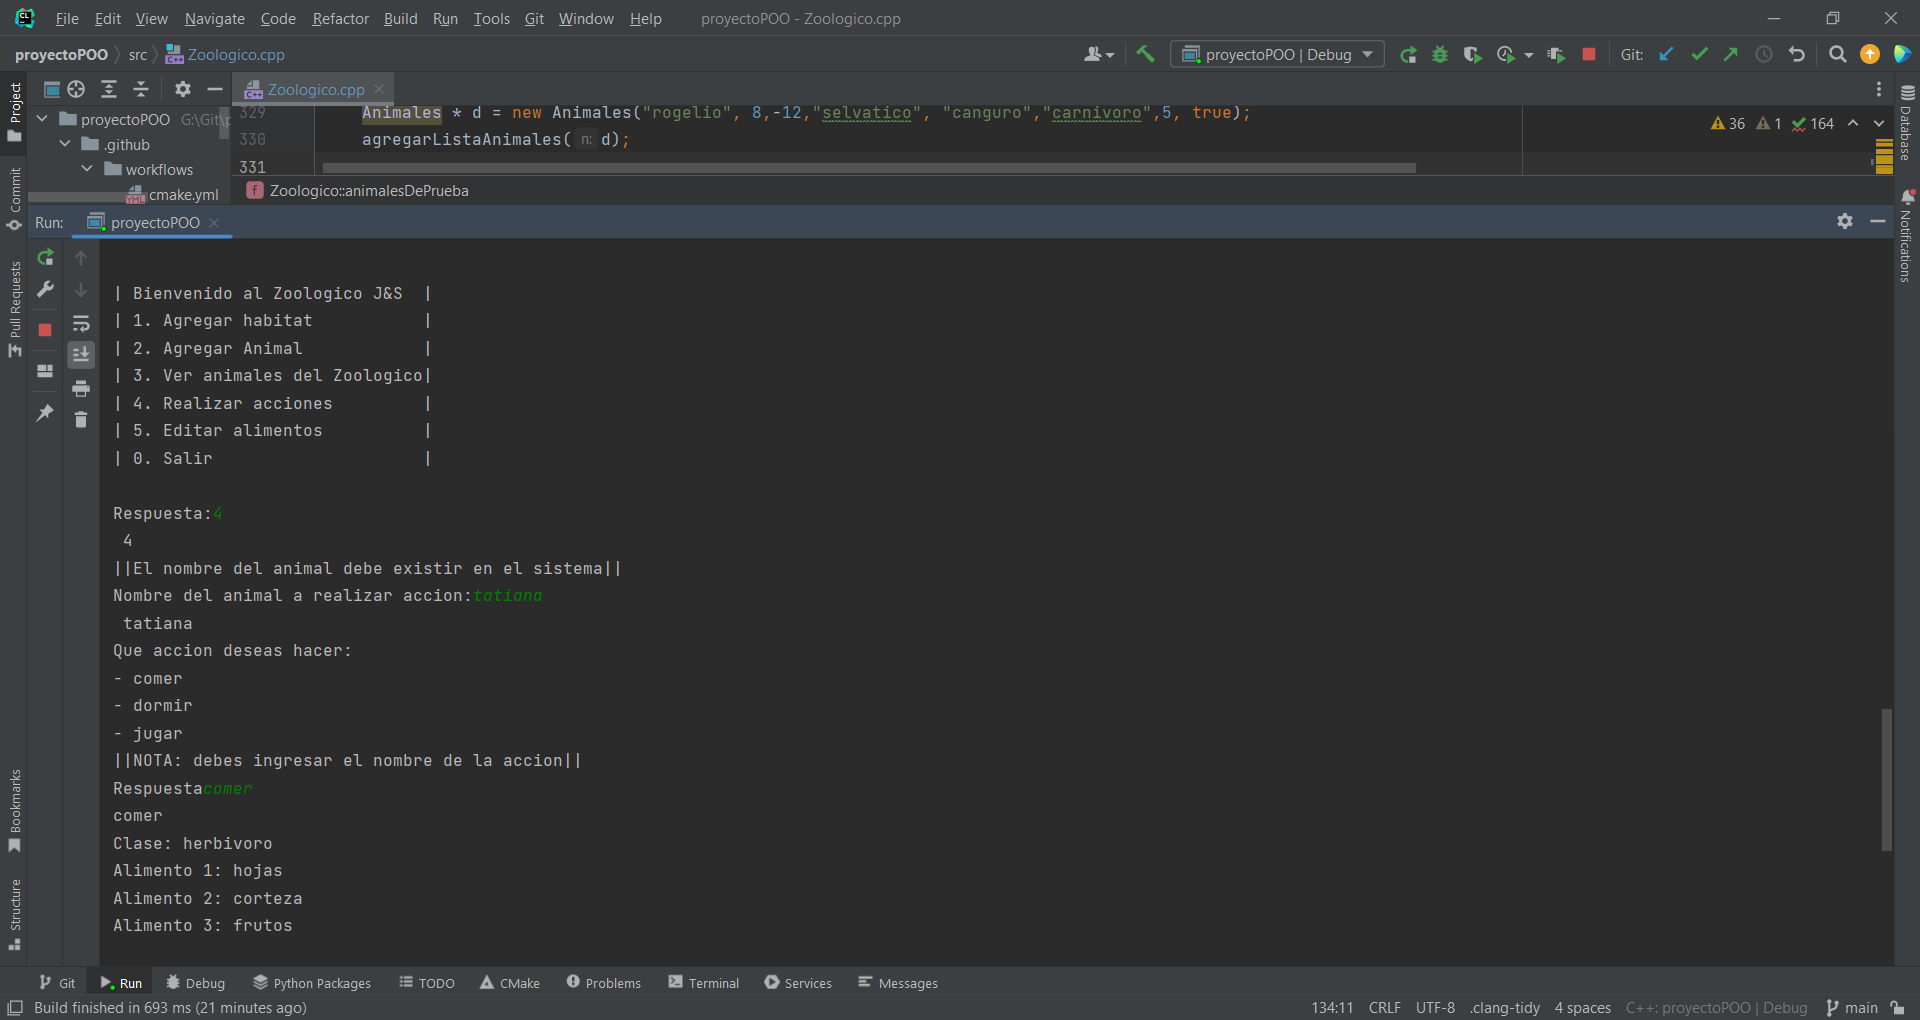 File Edit View Navigate Code Refactor Build Run Tools Git Window Help proyectoPOO - Zoologico.cpp
proyectoPOO src Zoologico.cpp proyectoPOO | Debug Git:
Project
Commit
Pull Requests
Bookmarks
Structure
proyectoPOO G:\Git\p
.github
workflows
cmake.yml
Zoologico.cpp
329 Animales * d = new Animales("rogelio", 8,-12,"selvatico", "canguro","carnivoro",5, true);
330 agregarListaAnimales( n: d);
331
36 1 164
Zoologico::animalesDePrueba
Database
Notifications
Run: proyectoPOO
| Bienvenido al Zoologico J&S |
| 1. Agregar habitat |
| 2. Agregar Animal |
| 3. Ver animales del Zoologico|
| 4. Realizar acciones |
| 5. Editar alimentos |
| 0. Salir |
Respuesta:4
4
||El nombre del animal debe existir en el sistema||
Nombre del animal a realizar accion:tatiana
tatiana
Que accion deseas hacer:
- comer
- dormir
- jugar
||NOTA: debes ingresar el nombre de la accion||
Respuestacomer
comer
Clase: herbivoro
Alimento 1: hojas
Alimento 2: corteza
Alimento 3: frutos
Git Run Debug Python Packages TODO CMake Problems Terminal Services Messages
Build finished in 693 ms (21 minutes ago) 134:11 CRLF UTF-8 .clang-tidy 4 spaces C++: proyectoPOO | Debug main